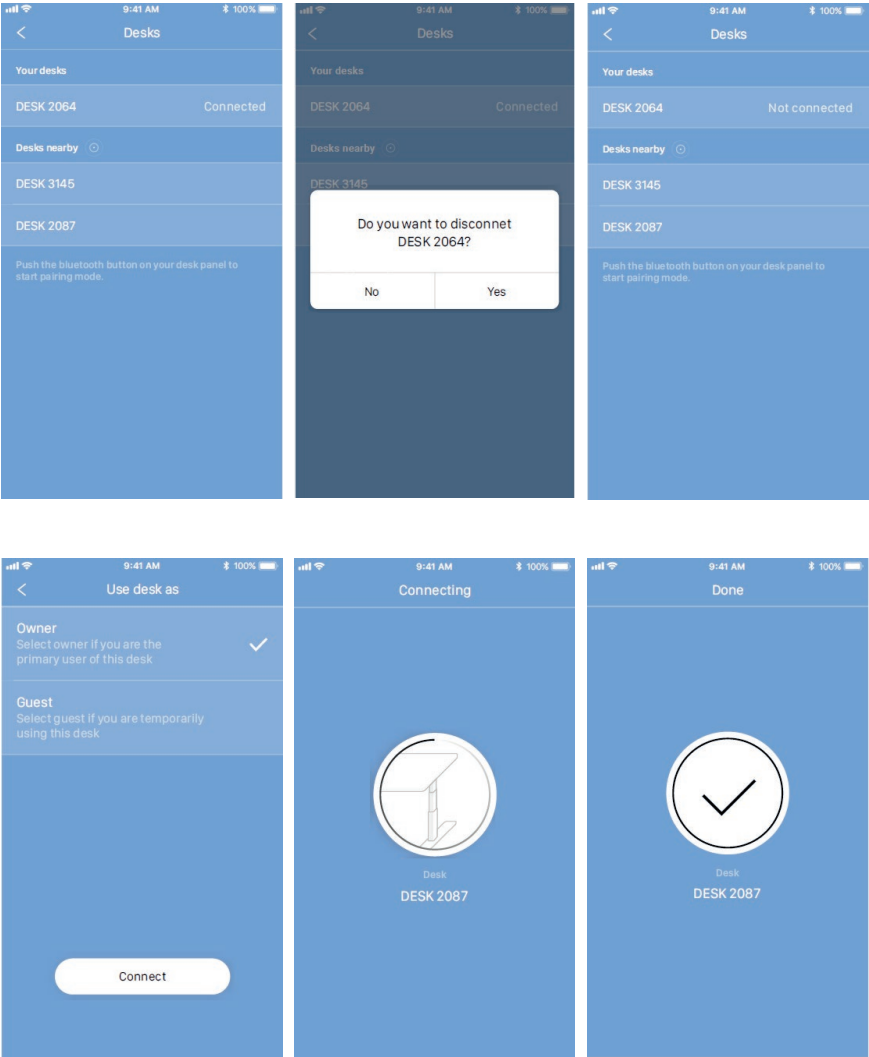 9:41 AM
100%
Desks
Your desks
DESK 2064
Connected
Desks nearby
DESK 3145
DESK 2087
Push the bluetooth button on your desk panel to
start pairing mode.
9:41 AM
100%
Desks
Your desks
DESK 2064
Connected
Desks nearby
DESK 3145
Do you want to disconnet
DESK 2064?
No
Yes
9:41 AM
100%
Desks
Your desks
DESK 2064
Not connected
Desks nearby
DESK 3145
DESK 2087
Push the bluetooth button on your desk panel to
start pairing mode.
9:41 AM
100%
Use desk as
Owner
Select owner if you are the
primary user of this desk
Guest
Select guest if you are temporarily
using this desk
Connect
9:41 AM
100%
Connecting
Desk
DESK 2087
9:41 AM
100%
Done
Desk
DESK 2087